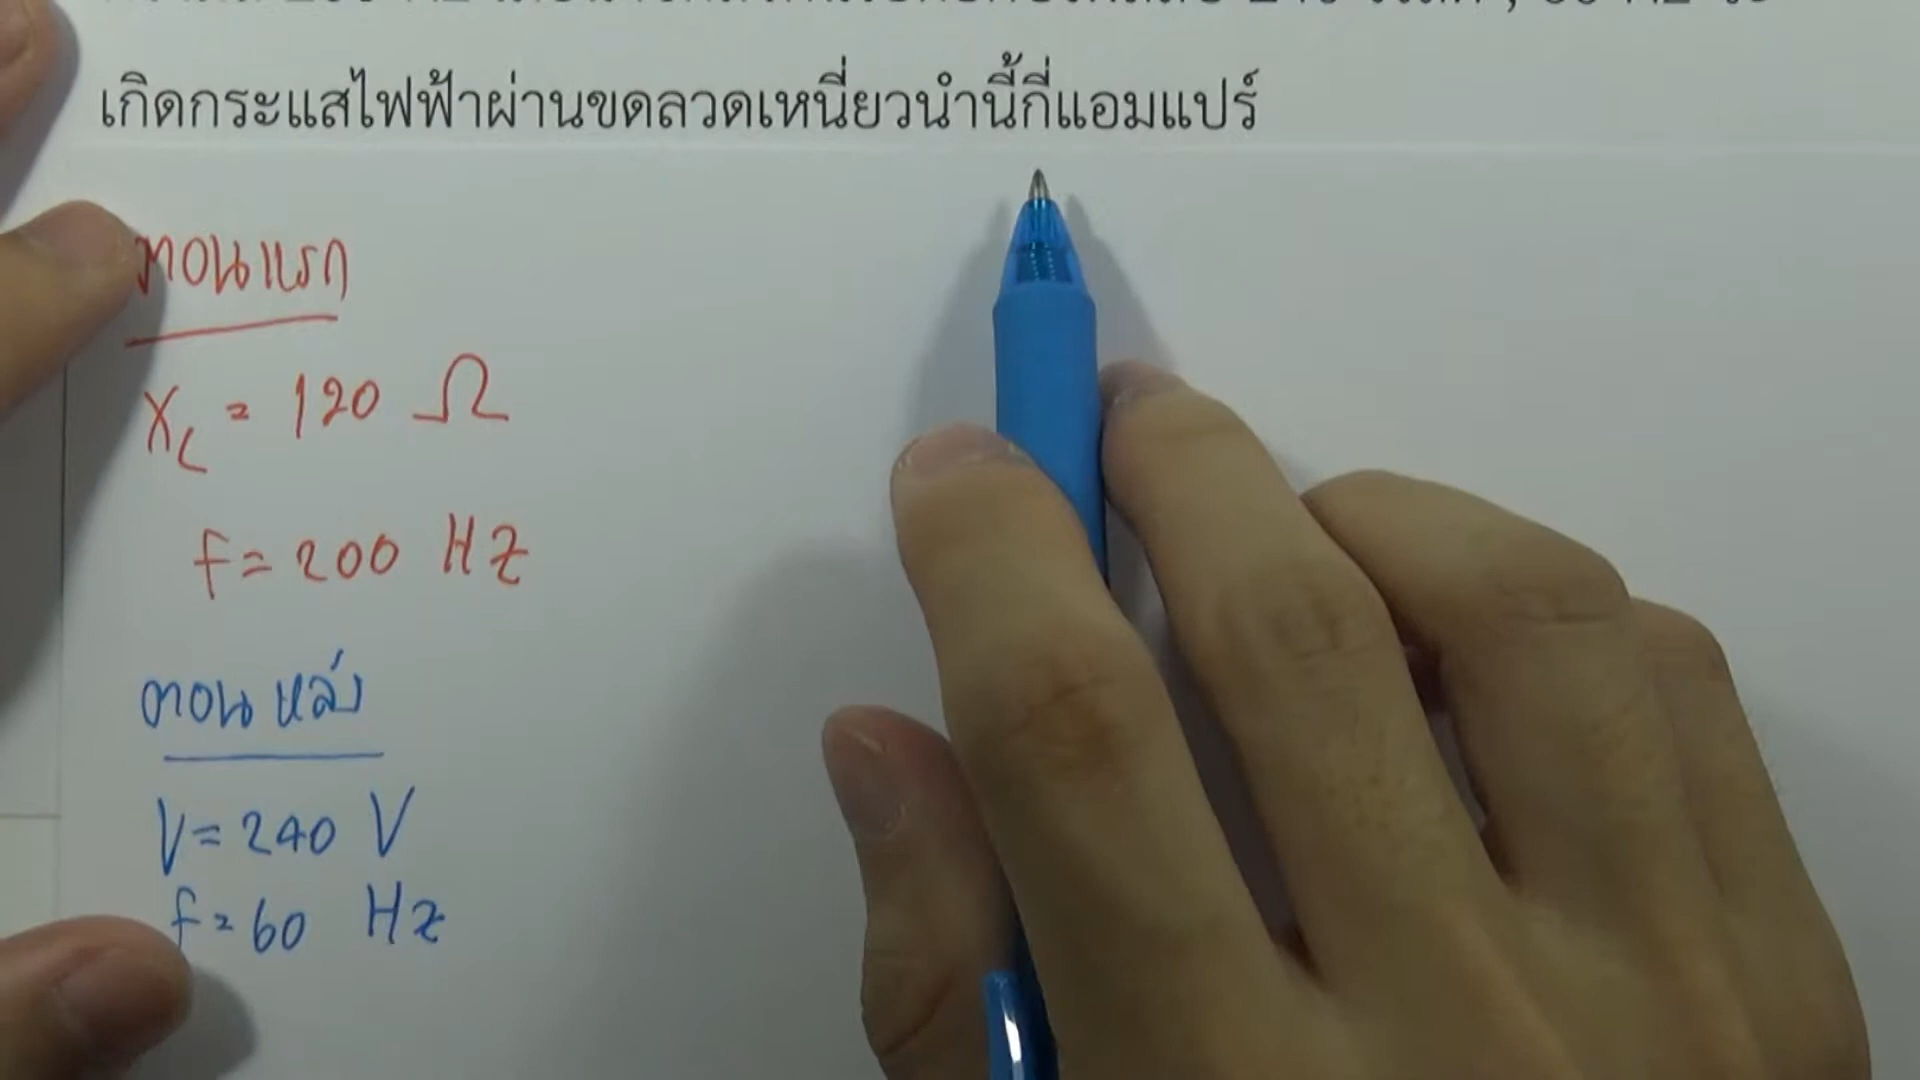 240
เกิดกระแสไฟฟ้าผ่านขดลวดเหนี่ยวนำนี้กี่แอมแปร์
ตอนแรก
XL = 120 Ω
f = 200 Hz
ตอนหลัง
V = 240 V
f = 60 Hz